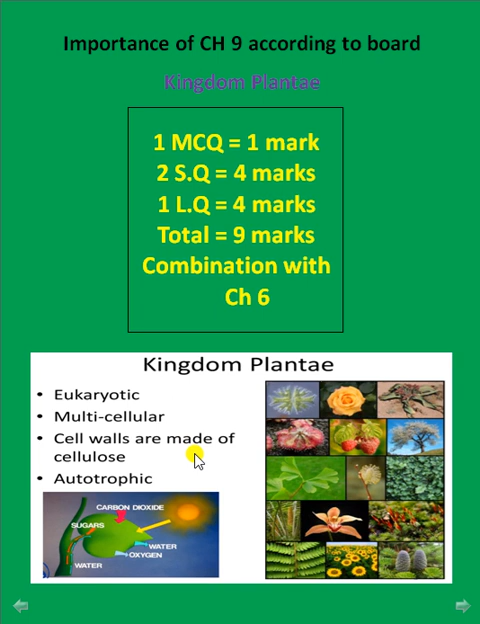 Importance of CH 9 according to board
Kingdom Plantae
1 MCQ = 1 mark
2 S.Q = 4 marks
1 L.Q = 4 marks
Total = 9 marks
Combination with
Ch 6
Kingdom Plantae
• Eukaryotic
• Multi-cellular
• Cell walls are made of
cellulose
• Autotrophic
CARBON DIOXIDE
SUGARS
WATER
OXYGEN
WATER